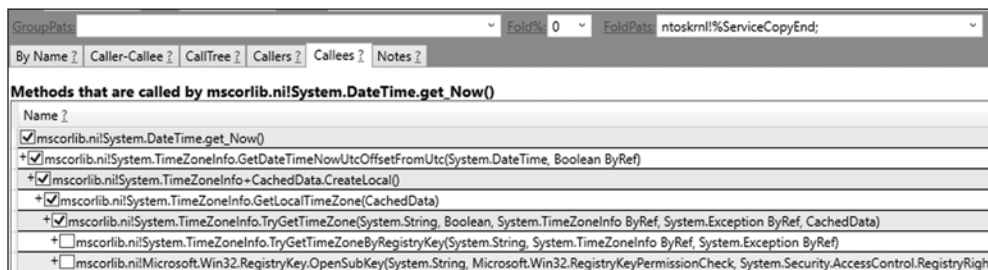 GroupPats: Fold%: 0 FoldPats: ntoskrnl!%ServiceCopyEnd;
By Name ? Caller-Callee ? CallTree ? Callers ? Callees ? Notes ?
Methods that are called by mscorlib.ni!System.DateTime.get_Now()
Name ?
mscorlib.ni!System.DateTime.get_Now()
+ mscorlib.ni!System.TimeZoneInfo.GetDateTimeNowUtcOffsetFromUtc(System.DateTime, Boolean ByRef)
+ mscorlib.ni!System.TimeZoneInfo+CachedData.CreateLocal()
+ mscorlib.ni!System.TimeZoneInfo.GetLocalTimeZone(CachedData)
+ mscorlib.ni!System.TimeZoneInfo.TryGetTimeZone(System.String, Boolean, System.TimeZoneInfo ByRef, System.Exception ByRef, CachedData)
+ mscorlib.ni!System.TimeZoneInfo.TryGetTimeZoneByRegistryKey(System.String, System.TimeZoneInfo ByRef, System.Exception ByRef)
+ mscorlib.ni!Microsoft.Win32.RegistryKey.OpenSubKey(System.String, Microsoft.Win32.RegistryKeyPermissionCheck, System.Security.AccessControl.RegistryRigh